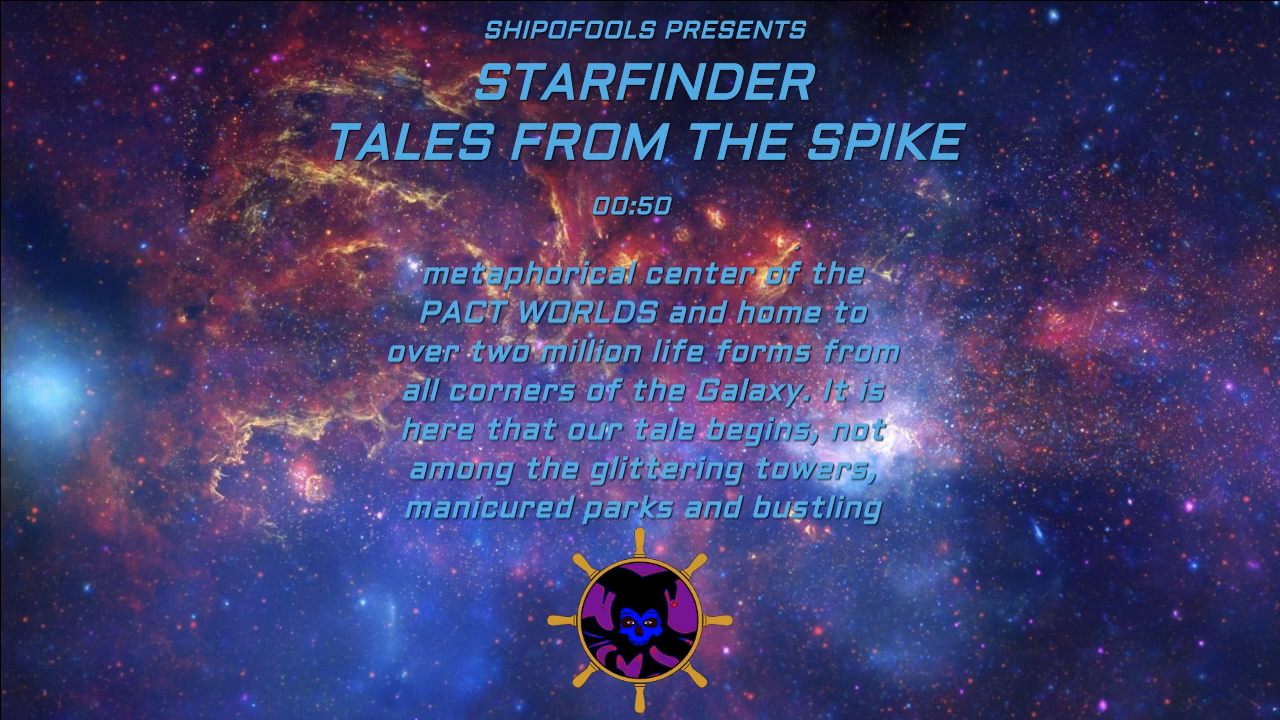 SHIPOFOOLS PRESENTS
STARFINDER
TALES FROM THE SPIKE
00:50
metaphorical center of the
PACT WORLDS and home to
over two million life forms from
all corners of the Galaxy. It is
here that our tale begins, not
among the glittering towers,
manicured parks and bustling